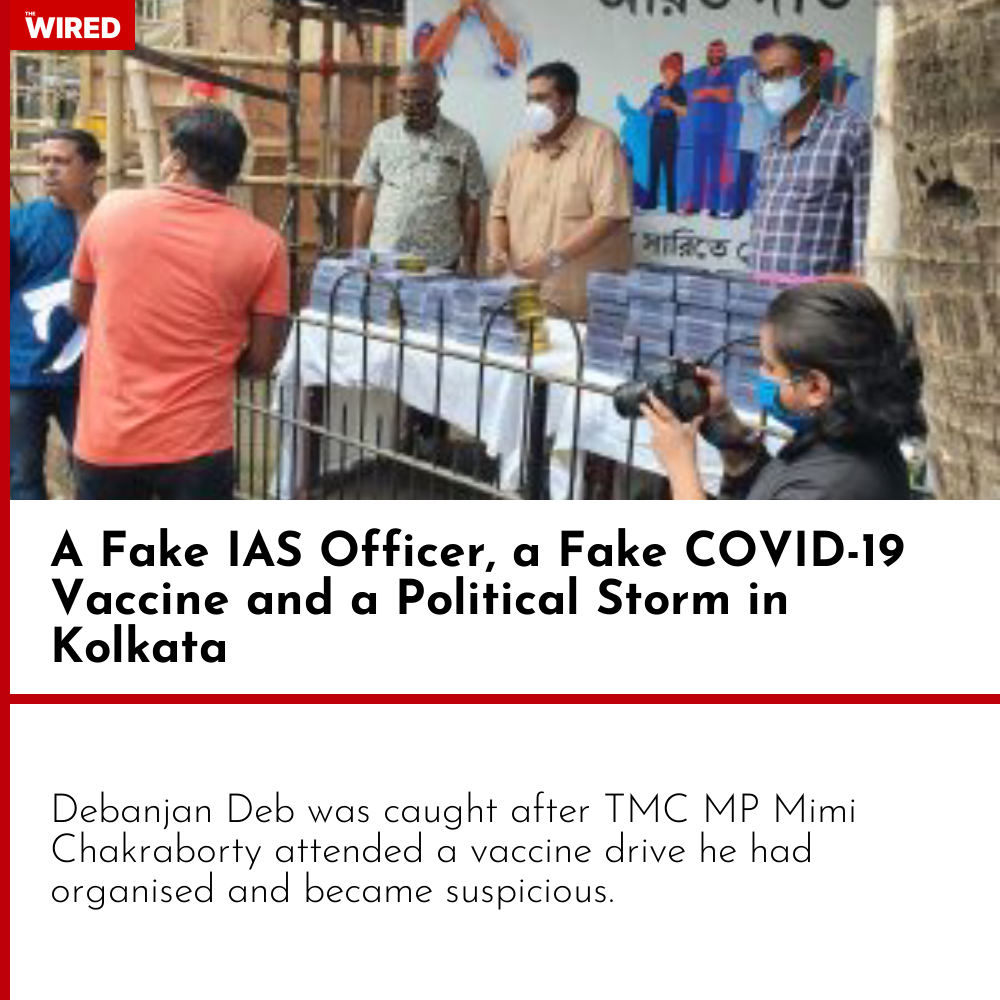 THE
WIRED
সারিতে
A Fake IAS Officer, a Fake COVID-19
Vaccine and a Political Storm in
Kolkata
Debanjan Deb was caught after TMC MP Mimi
Chakraborty attended a vaccine drive he had
organised and became suspicious.